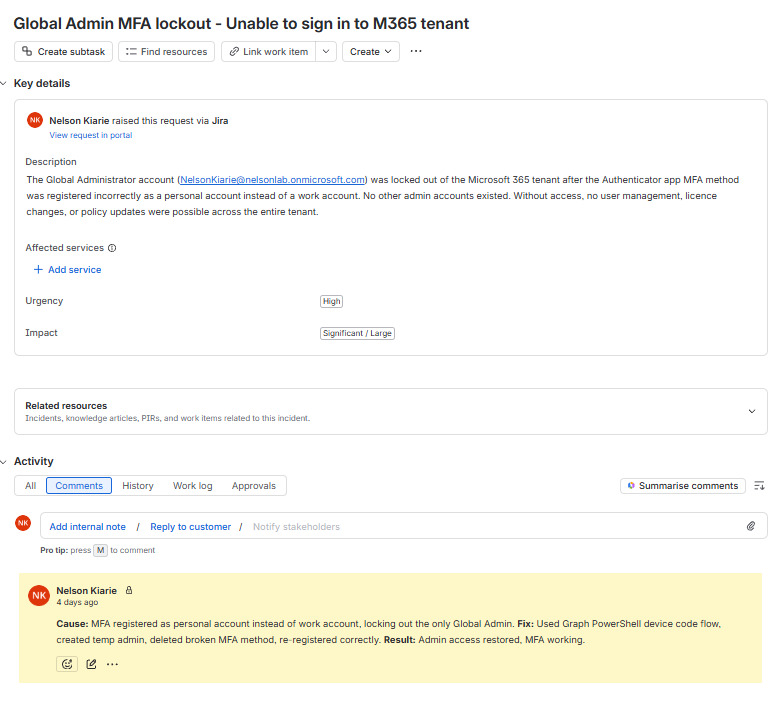 Global Admin MFA lockout - Unable to sign in to M365 tenant
Create subtask
Find resources
Link work item
Create
Key details
NK
Nelson Kiarie raised this request via Jira
View request in portal
Description
The Global Administrator account (NelsonKiarie@nelsonlab.onmicrosoft.com) was locked out of the Microsoft 365 tenant after the Authenticator app MFA method
was registered incorrectly as a personal account instead of a work account. No other admin accounts existed. Without access, no user management, licence
changes, or policy updates were possible across the entire tenant.
Affected services
+ Add service
Urgency
High
Impact
Significant / Large
Related resources
Incidents, knowledge articles, PIRs, and work items related to this incident.
Activity
All
Comments
History
Work log
Approvals
Summarise comments
NK
Add internal note / Reply to customer / Notify stakeholders
Pro tip: press M to comment
NK
Nelson Kiarie
4 days ago
Cause: MFA registered as personal account instead of work account, locking out the only Global Admin. Fix: Used Graph PowerShell device code flow,
created temp admin, deleted broken MFA method, re-registered correctly. Result: Admin access restored, MFA working.